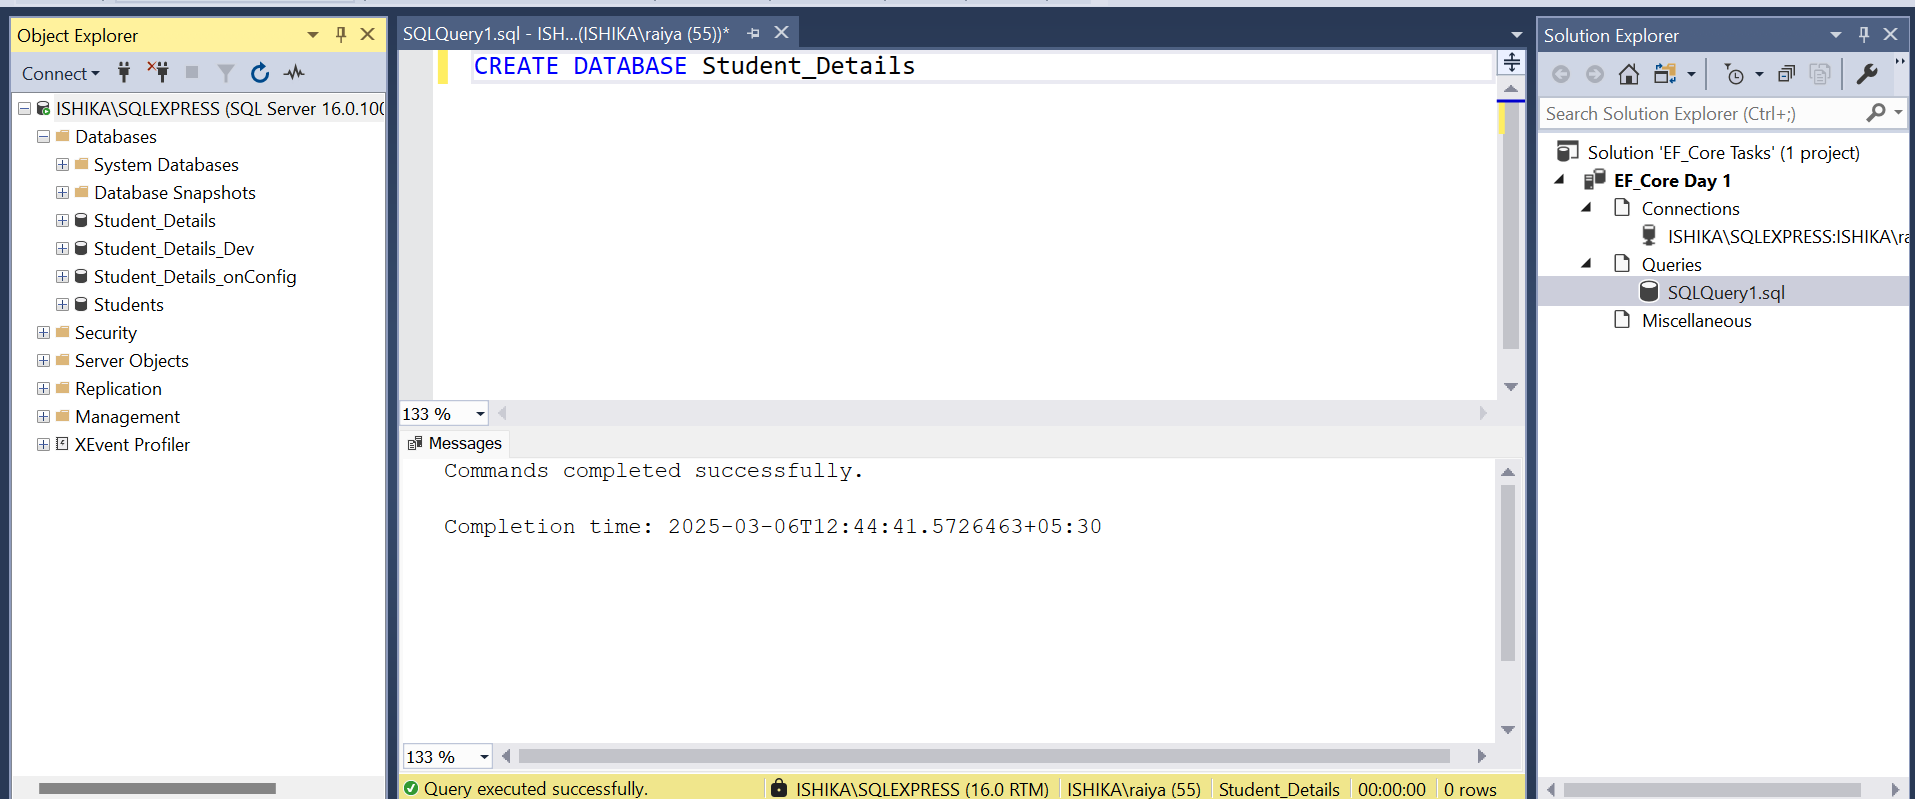 Object Explorer
Connect
ISHIKA\SQLEXPRESS (SQL Server 16.0.100
Databases
System Databases
Database Snapshots
Student_Details
Student_Details_Dev
Student_Details_onConfig
Students
Security
Server Objects
Replication
Management
XEvent Profiler
SQLQuery1.sql - ISH...(ISHIKA\raiya (55))*
CREATE DATABASE Student_Details
133 %
Messages
Commands completed successfully.
Completion time: 2025-03-06T12:44:41.5726463+05:30
133 %
Query executed successfully.
ISHIKA\SQLEXPRESS (16.0 RTM)
ISHIKA\raiya (55)
Student_Details
00:00:00
0 rows
Solution Explorer
Search Solution Explorer (Ctrl+;)
Solution 'EF_Core Tasks' (1 project)
EF_Core Day 1
Connections
ISHIKA\SQLEXPRESS:ISHIKA\ra
Queries
SQLQuery1.sql
Miscellaneous